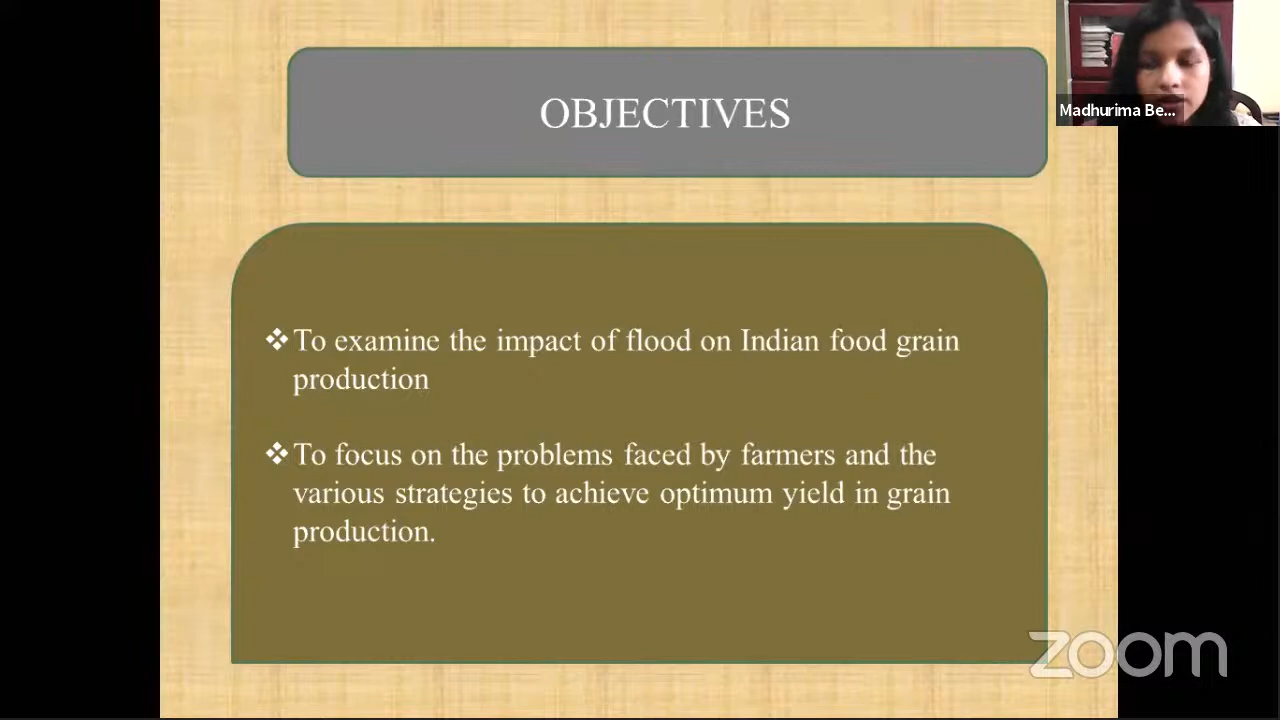 OBJECTIVES
Madhurima Be...
❖To examine the impact of flood on Indian food grain
production
❖To focus on the problems faced by farmers and the
various strategies to achieve optimum yield in grain
production.
zoom